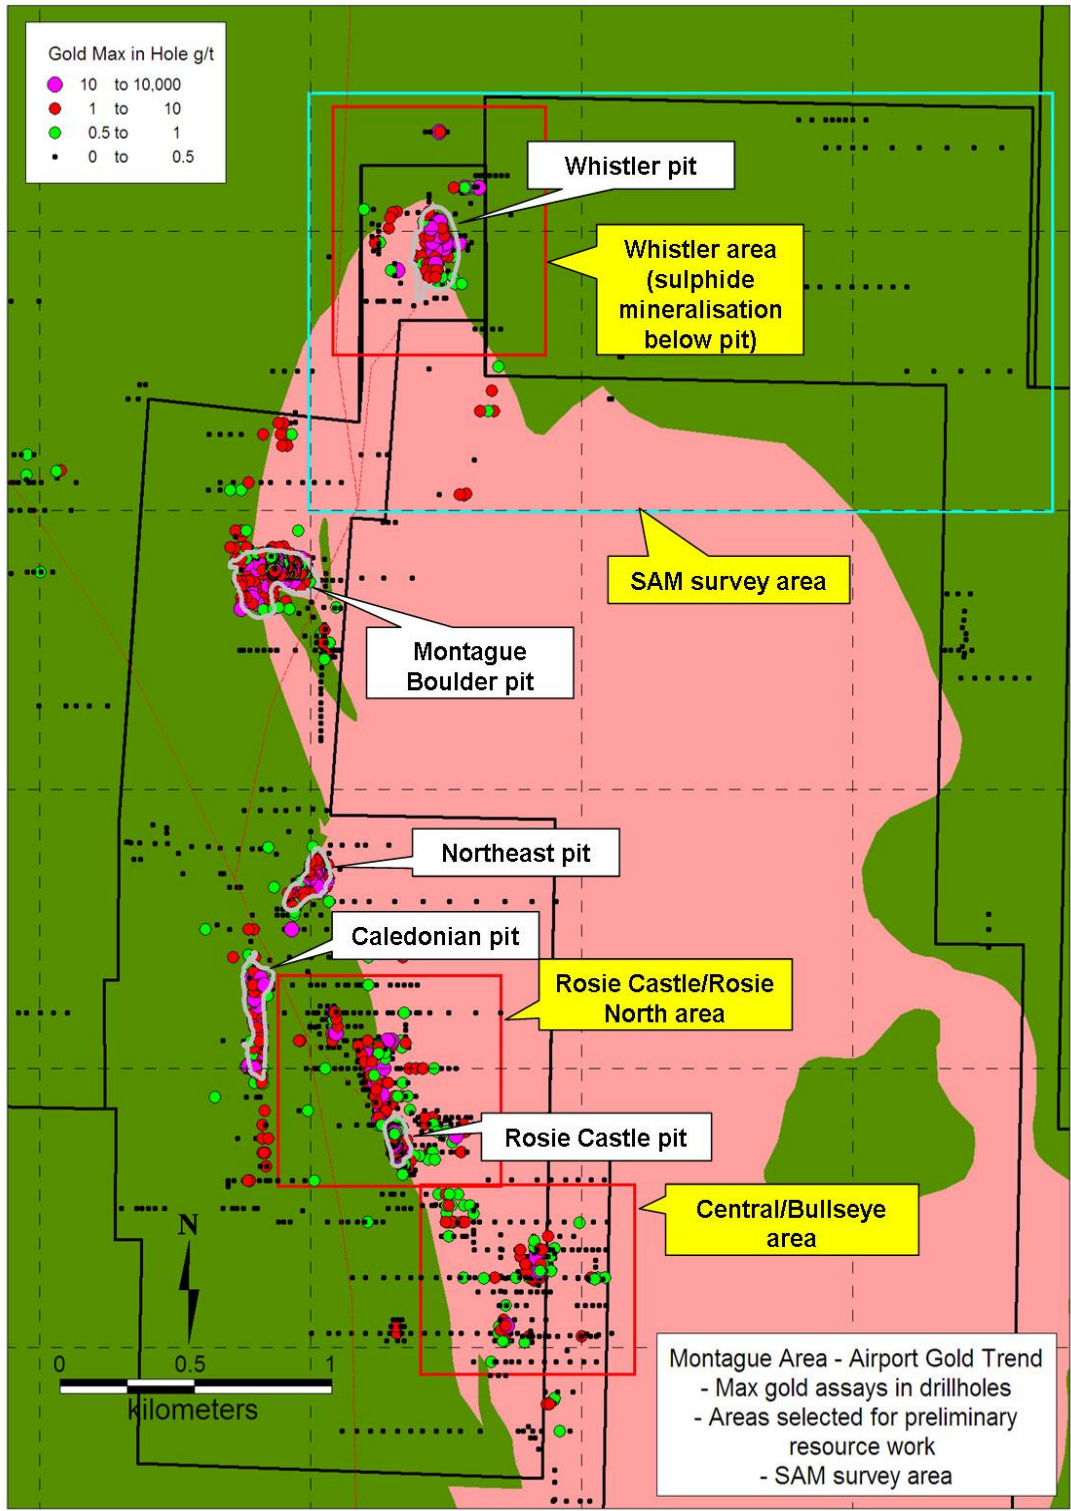 Gold Max in Hole g/t
10 to 10,000
1 to 10
0.5 to 1
0 to 0.5
Whistler pit
Whistler area
(sulphide
mineralisation
below pit)
SAM survey area
Montague
Boulder pit
Northeast pit
Caledonian pit
Rosie Castle/Rosie
North area
Rosie Castle pit
Central/Bullseye
area
N
0 0.5 1
kilometers
Montague Area - Airport Gold Trend
- Max gold assays in drillholes
- Areas selected for preliminary
resource work
- SAM survey area